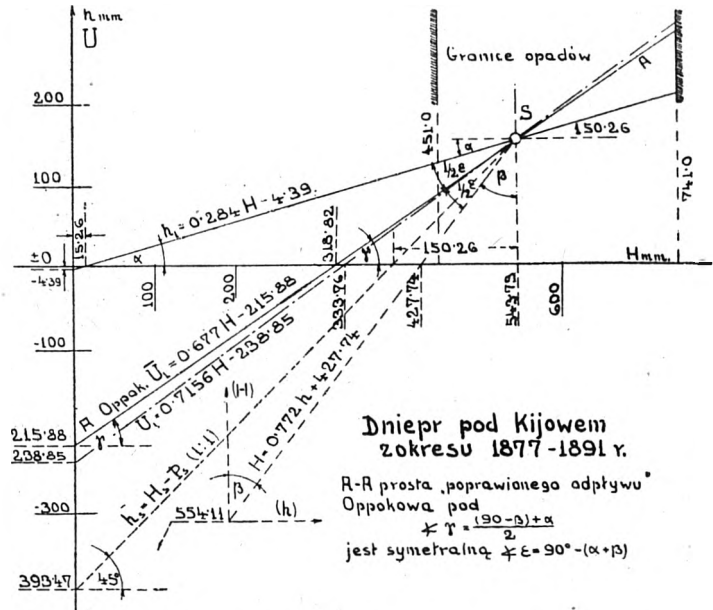 h mm
U
Granice opadów
200
451.0
S
A
150.26
α
½ε
½ε
β
100
741.0
15.26
h₁=0.284 H-4.39.
318.82
γ
α
150.26
±0
-4.39
H mm.
100
200
333.76
427.74
543.73
600
-100
A Oppok. Ū₁=0.677 H-215.88
U₁=0.7156 H-238.85
H=0.772 h+427.74
215.88
γ
238.85
(H)
h₃=H₃-P₃ (1:1)
β
-300
554.11
(h)
393.47
45°
Dniepr pod Kijowem
z okresu 1877-1891 r.
A-A prosta „poprawionego odpływu"
Oppokowa pod
∢ γ = (90-β)+α / 2
jest symetralną ∢ ε=90°-(α+β)